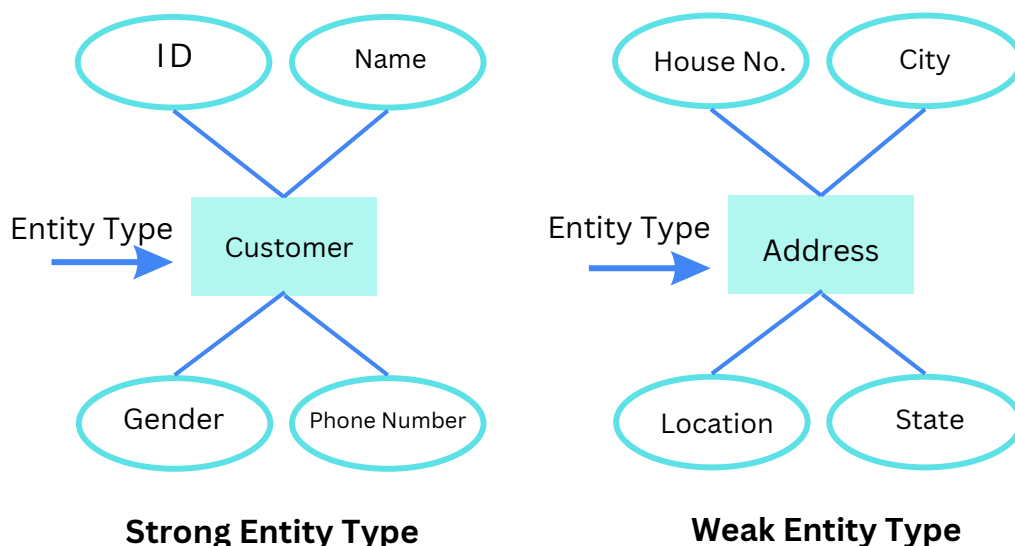 ID
Name
Entity Type
Customer
Gender
Phone Number
Strong Entity Type
House No.
City
Entity Type
Address
Location
State
Weak Entity Type